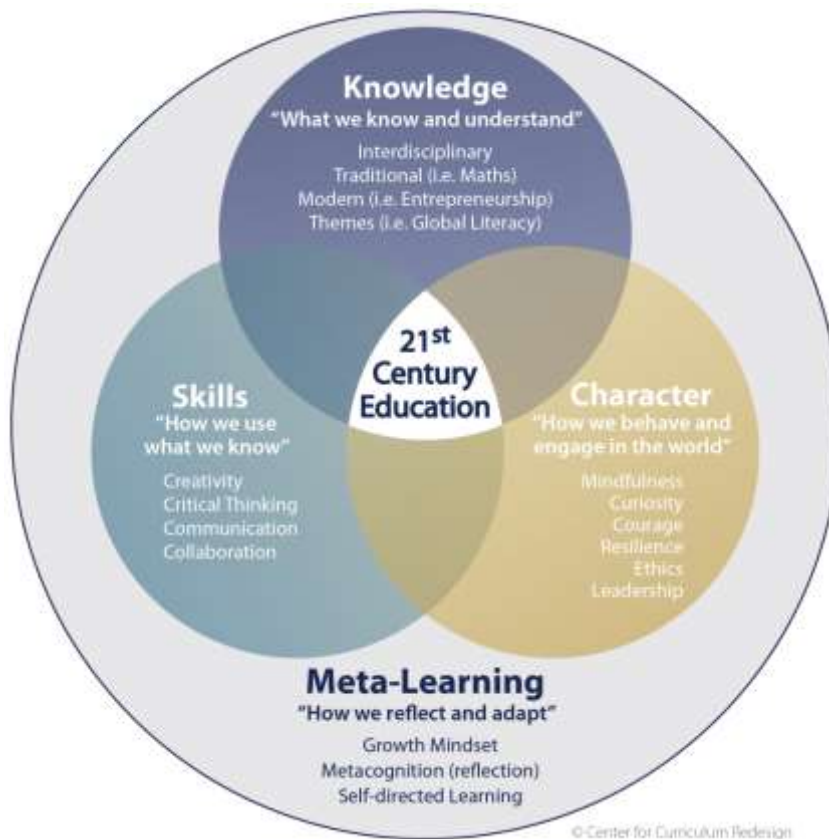 Knowledge
"What we know and understand"
Interdisciplinary
Traditional (i.e. Maths)
Modern (i.e. Entrepreneurship)
Themes (i.e. Global Literacy)
21st
Century
Education
Skills
"How we use
what we know"
Creativity
Critical Thinking
Communication
Collaboration
Character
"How we behave and
engage in the world"
Mindfulness
Curiosity
Courage
Resilience
Ethics
Leadership
Meta-Learning
"How we reflect and adapt"
Growth Mindset
Metacognition (reflection)
Self-directed Learning
© Center for Curriculum Redesign